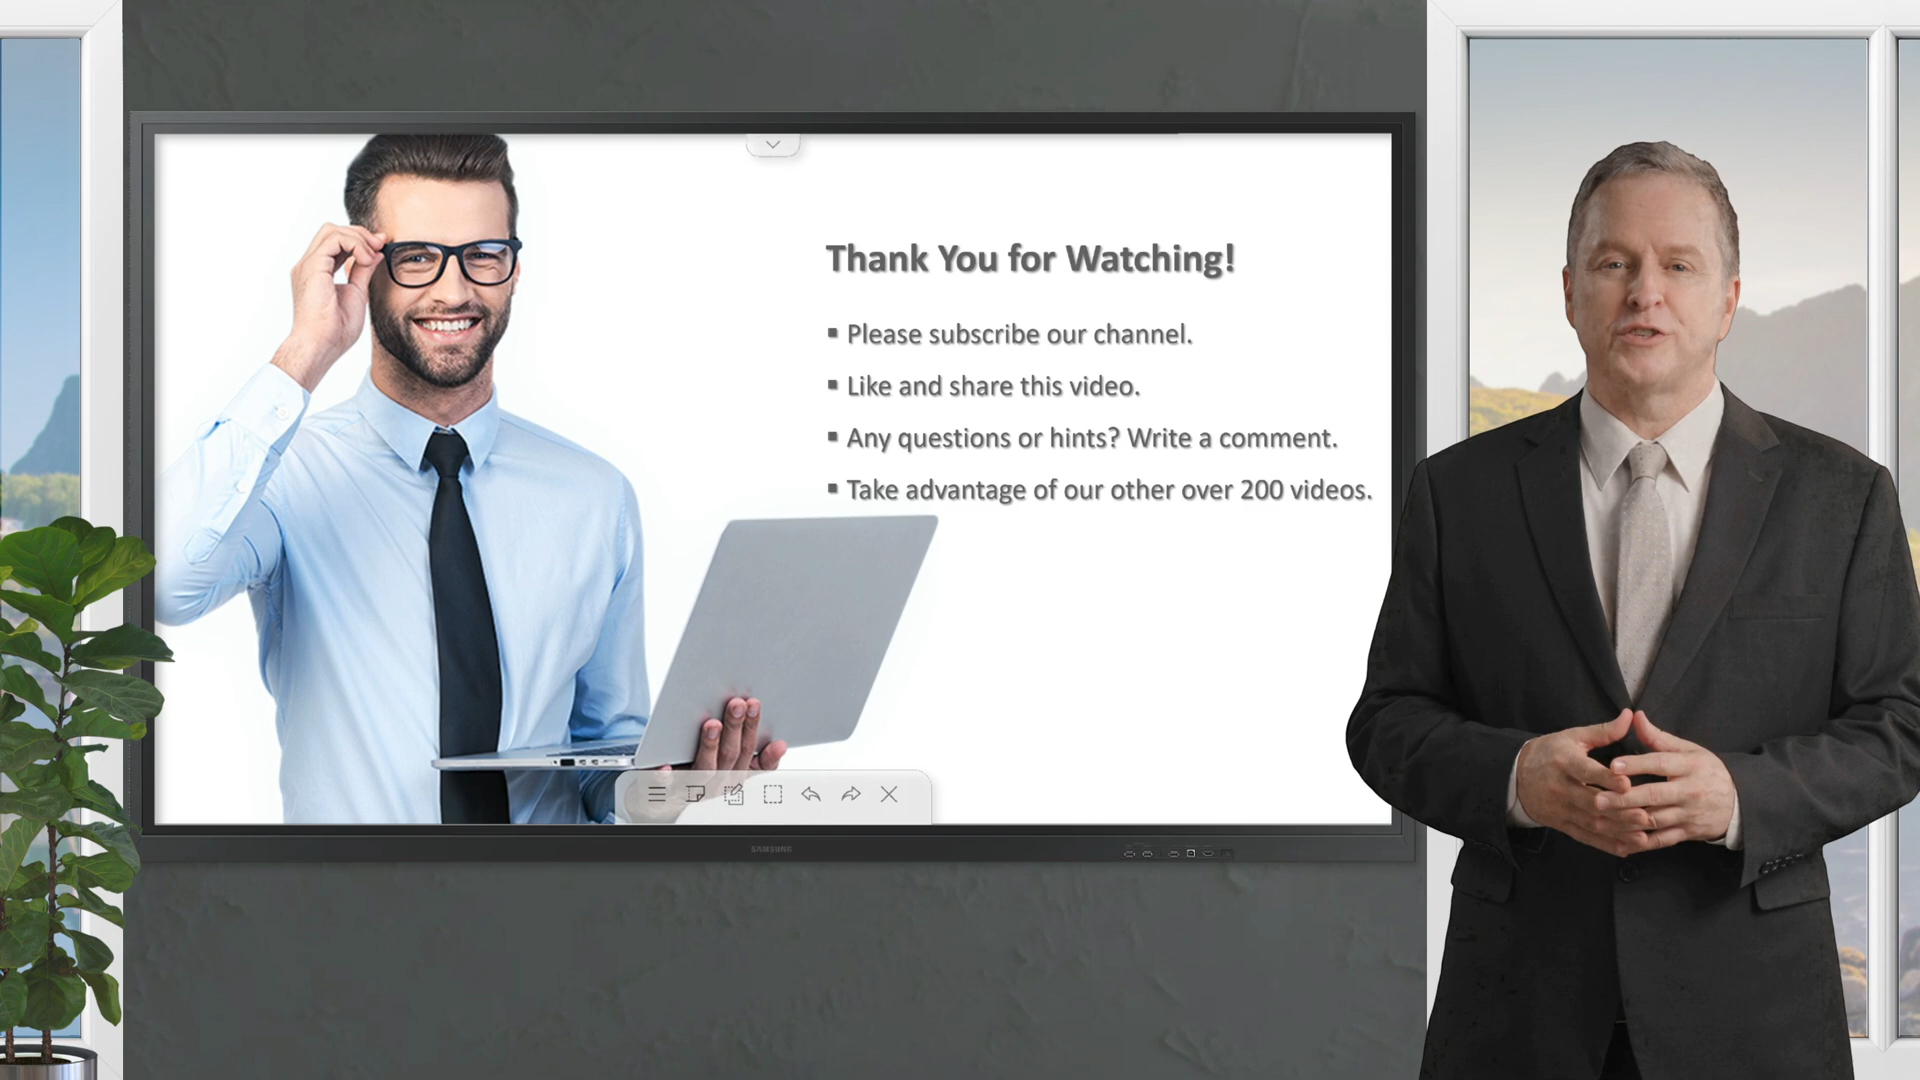 Thank You for Watching!
▪ Please subscribe our channel.
▪ Like and share this video.
▪ Any questions or hints? Write a comment.
▪ Take advantage of our other over 200 videos.
SAMSUNG